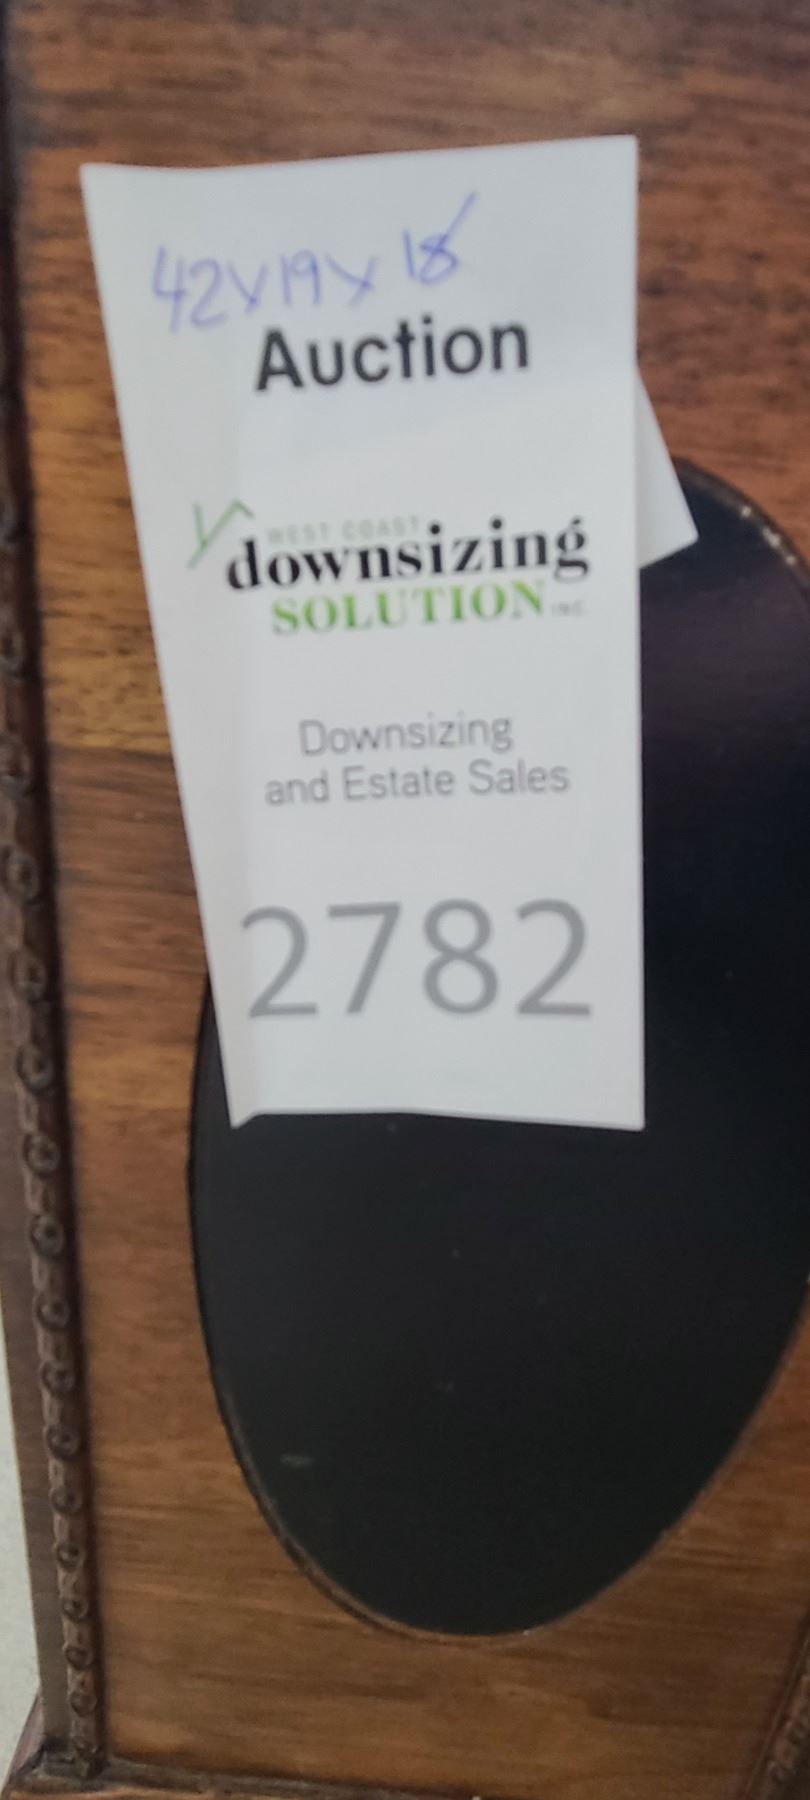 42x19x18
Auction
WEST COAST
downsizing
SOLUTION INC
Downsizing
and Estate Sales
2782